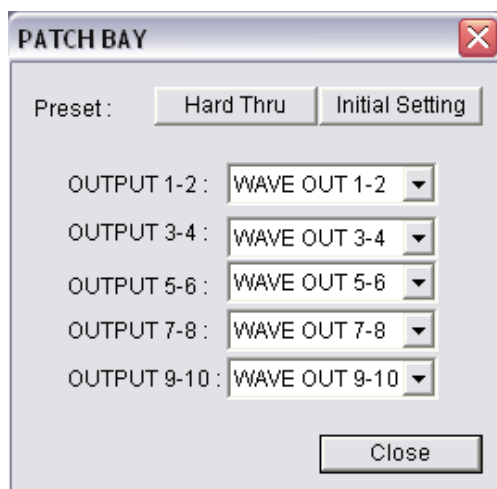 PATCH BAY
Preset : Hard Thru Initial Setting
OUTPUT 1-2 : WAVE OUT 1-2
OUTPUT 3-4 : WAVE OUT 3-4
OUTPUT 5-6 : WAVE OUT 5-6
OUTPUT 7-8 : WAVE OUT 7-8
OUTPUT 9-10 : WAVE OUT 9-10
Close